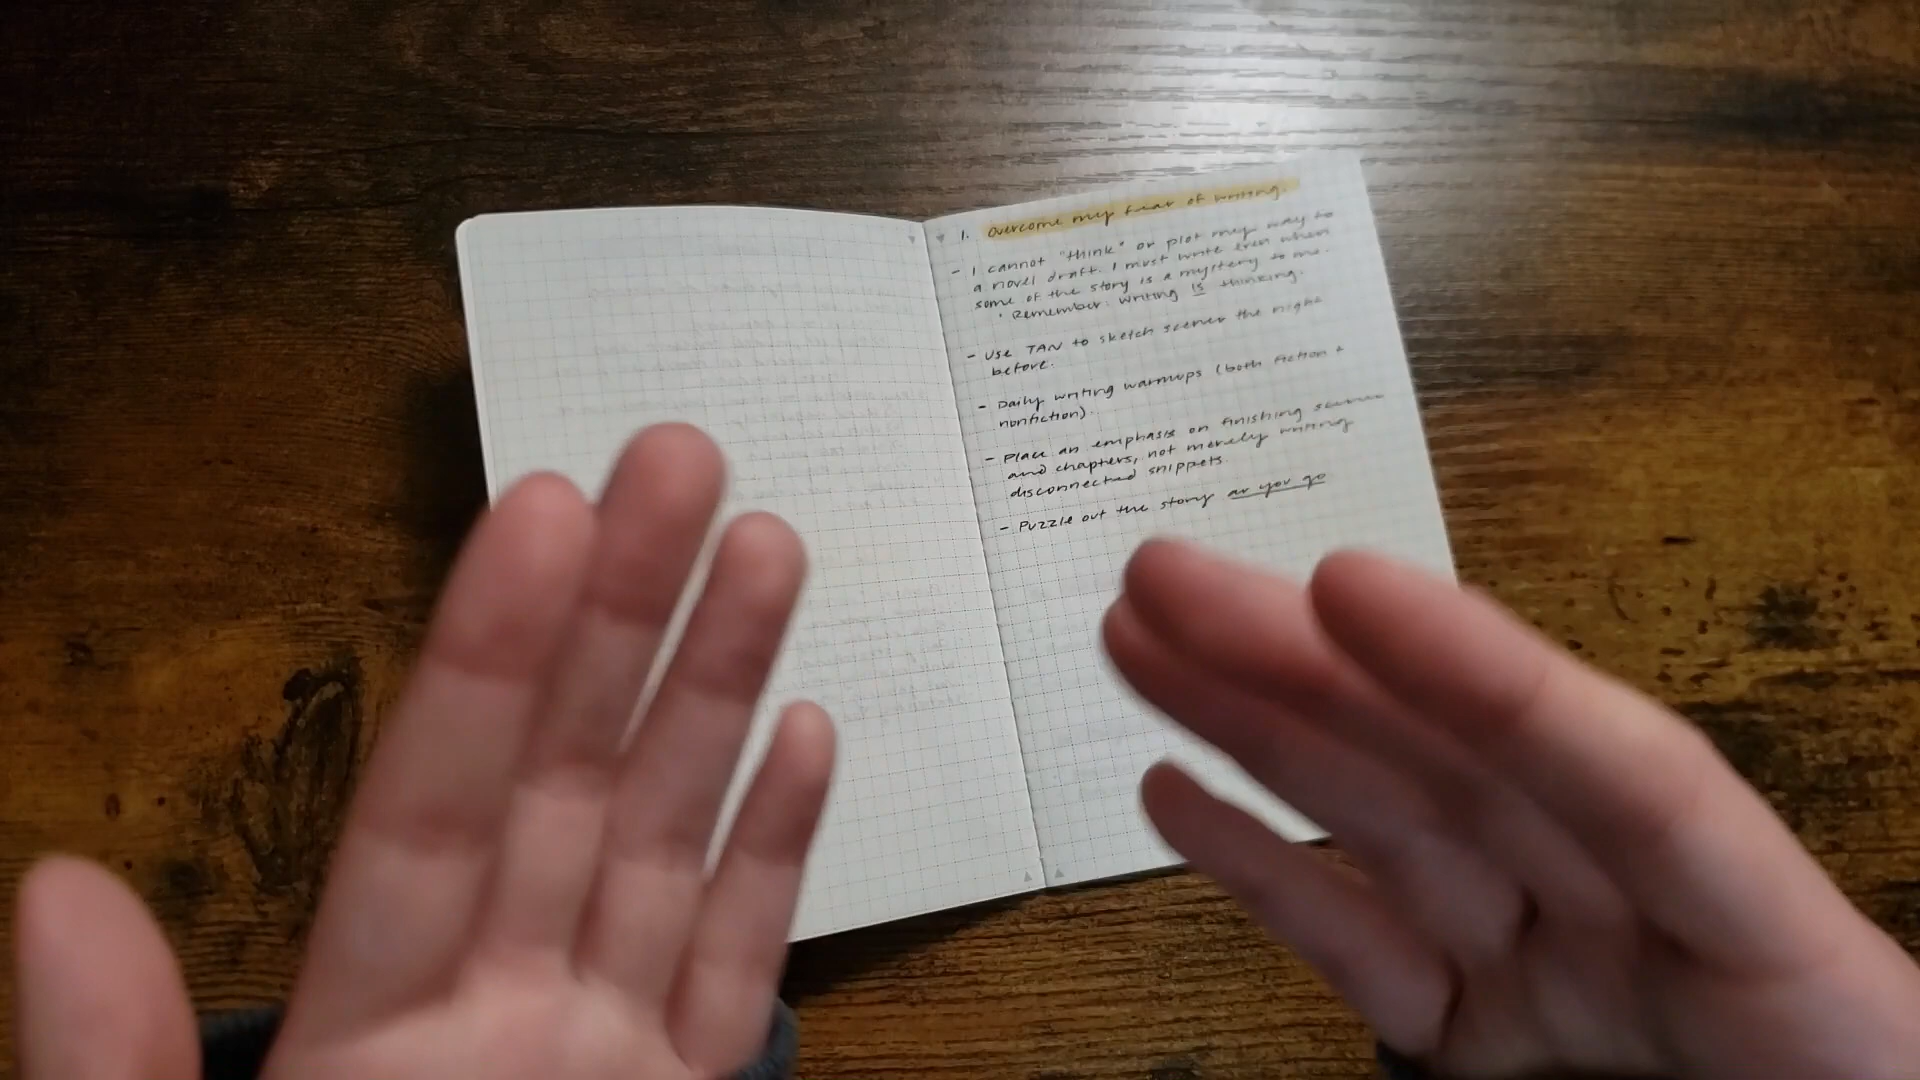 1. Overcome my fear of writing.
- I cannot "think" or plot my way to
a novel draft. I must write even when
some of the story is a mystery to me.
• Remember: writing IS thinking.
- Use TAN to sketch scenes the night
before.
- Daily writing warmups (both fiction +
nonfiction).
- Place an emphasis on finishing scenes
and chapters, not merely writing
disconnected snippets.
- Puzzle out the story as you go